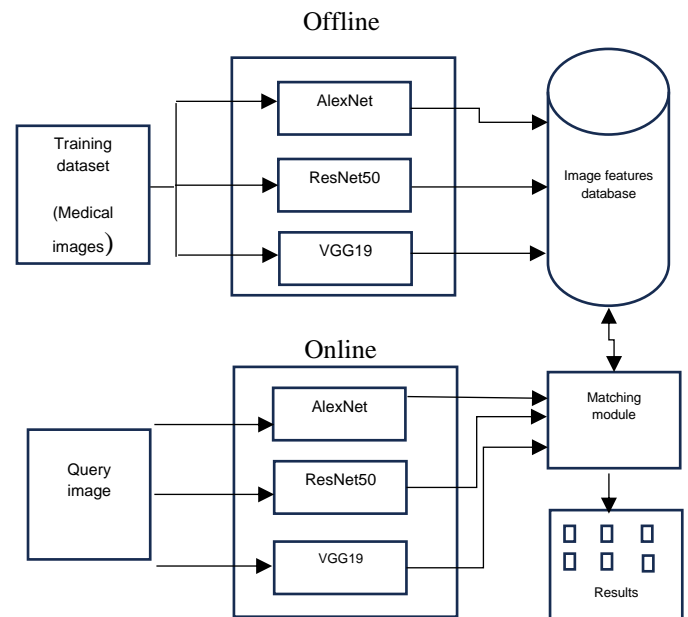 Offline
Training
dataset
(Medical
images)
AlexNet
ResNet50
VGG19
Image features
database
Online
Query
image
AlexNet
ResNet50
VGG19
Matching
module
Results